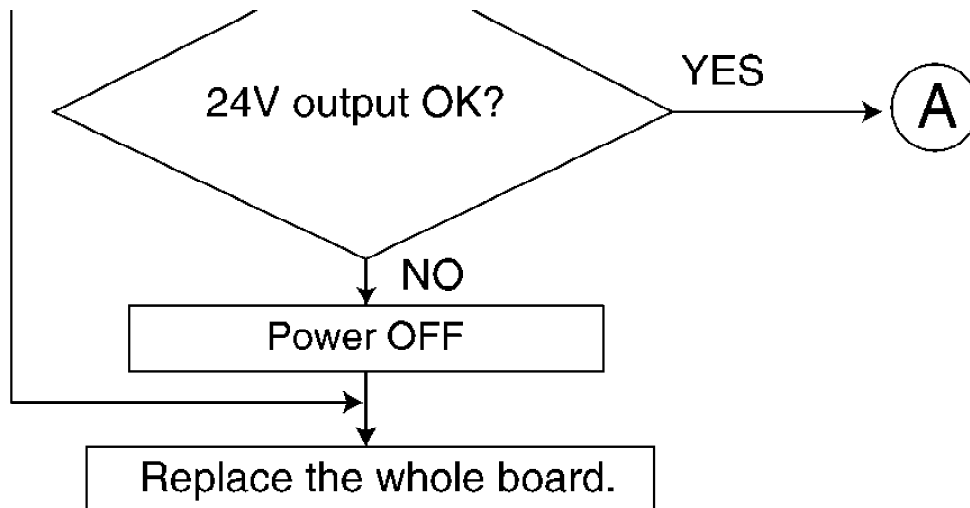 24V output OK?
YES
A
NO
Power OFF
Replace the whole board.